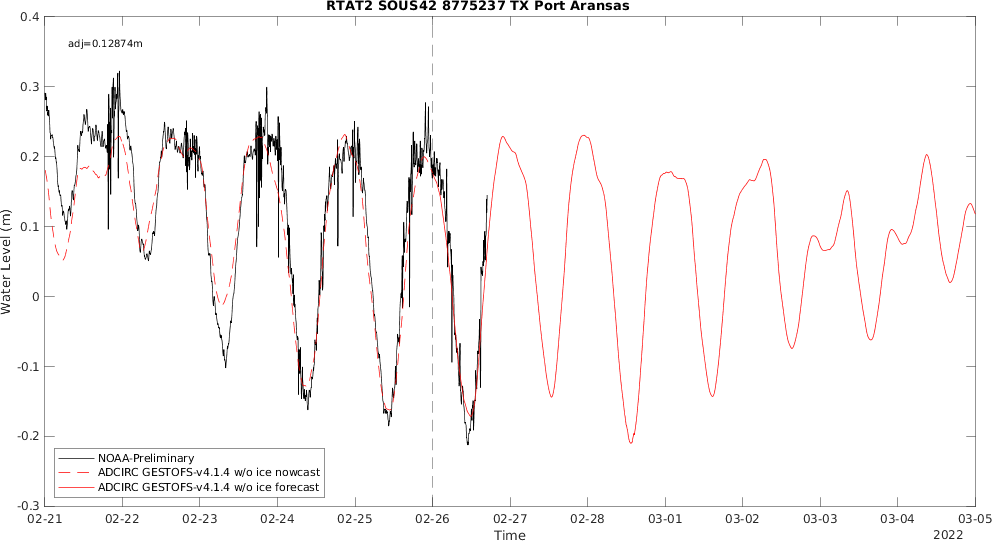 RTAT2 SOUS42 8775237 TX Port Aransas
0.4
adj=0.12874m
0.3
0.2
0.1
0
-0.1
-0.2
-0.3
Water Level (m)
NOAA-Preliminary
ADCIRC GESTOFS-v4.1.4 w/o ice nowcast
ADCIRC GESTOFS-v4.1.4 w/o ice forecast
02-21 02-22 02-23 02-24 02-25 02-26 02-27 02-28 03-01 03-02 03-03 03-04 03-05
Time
2022